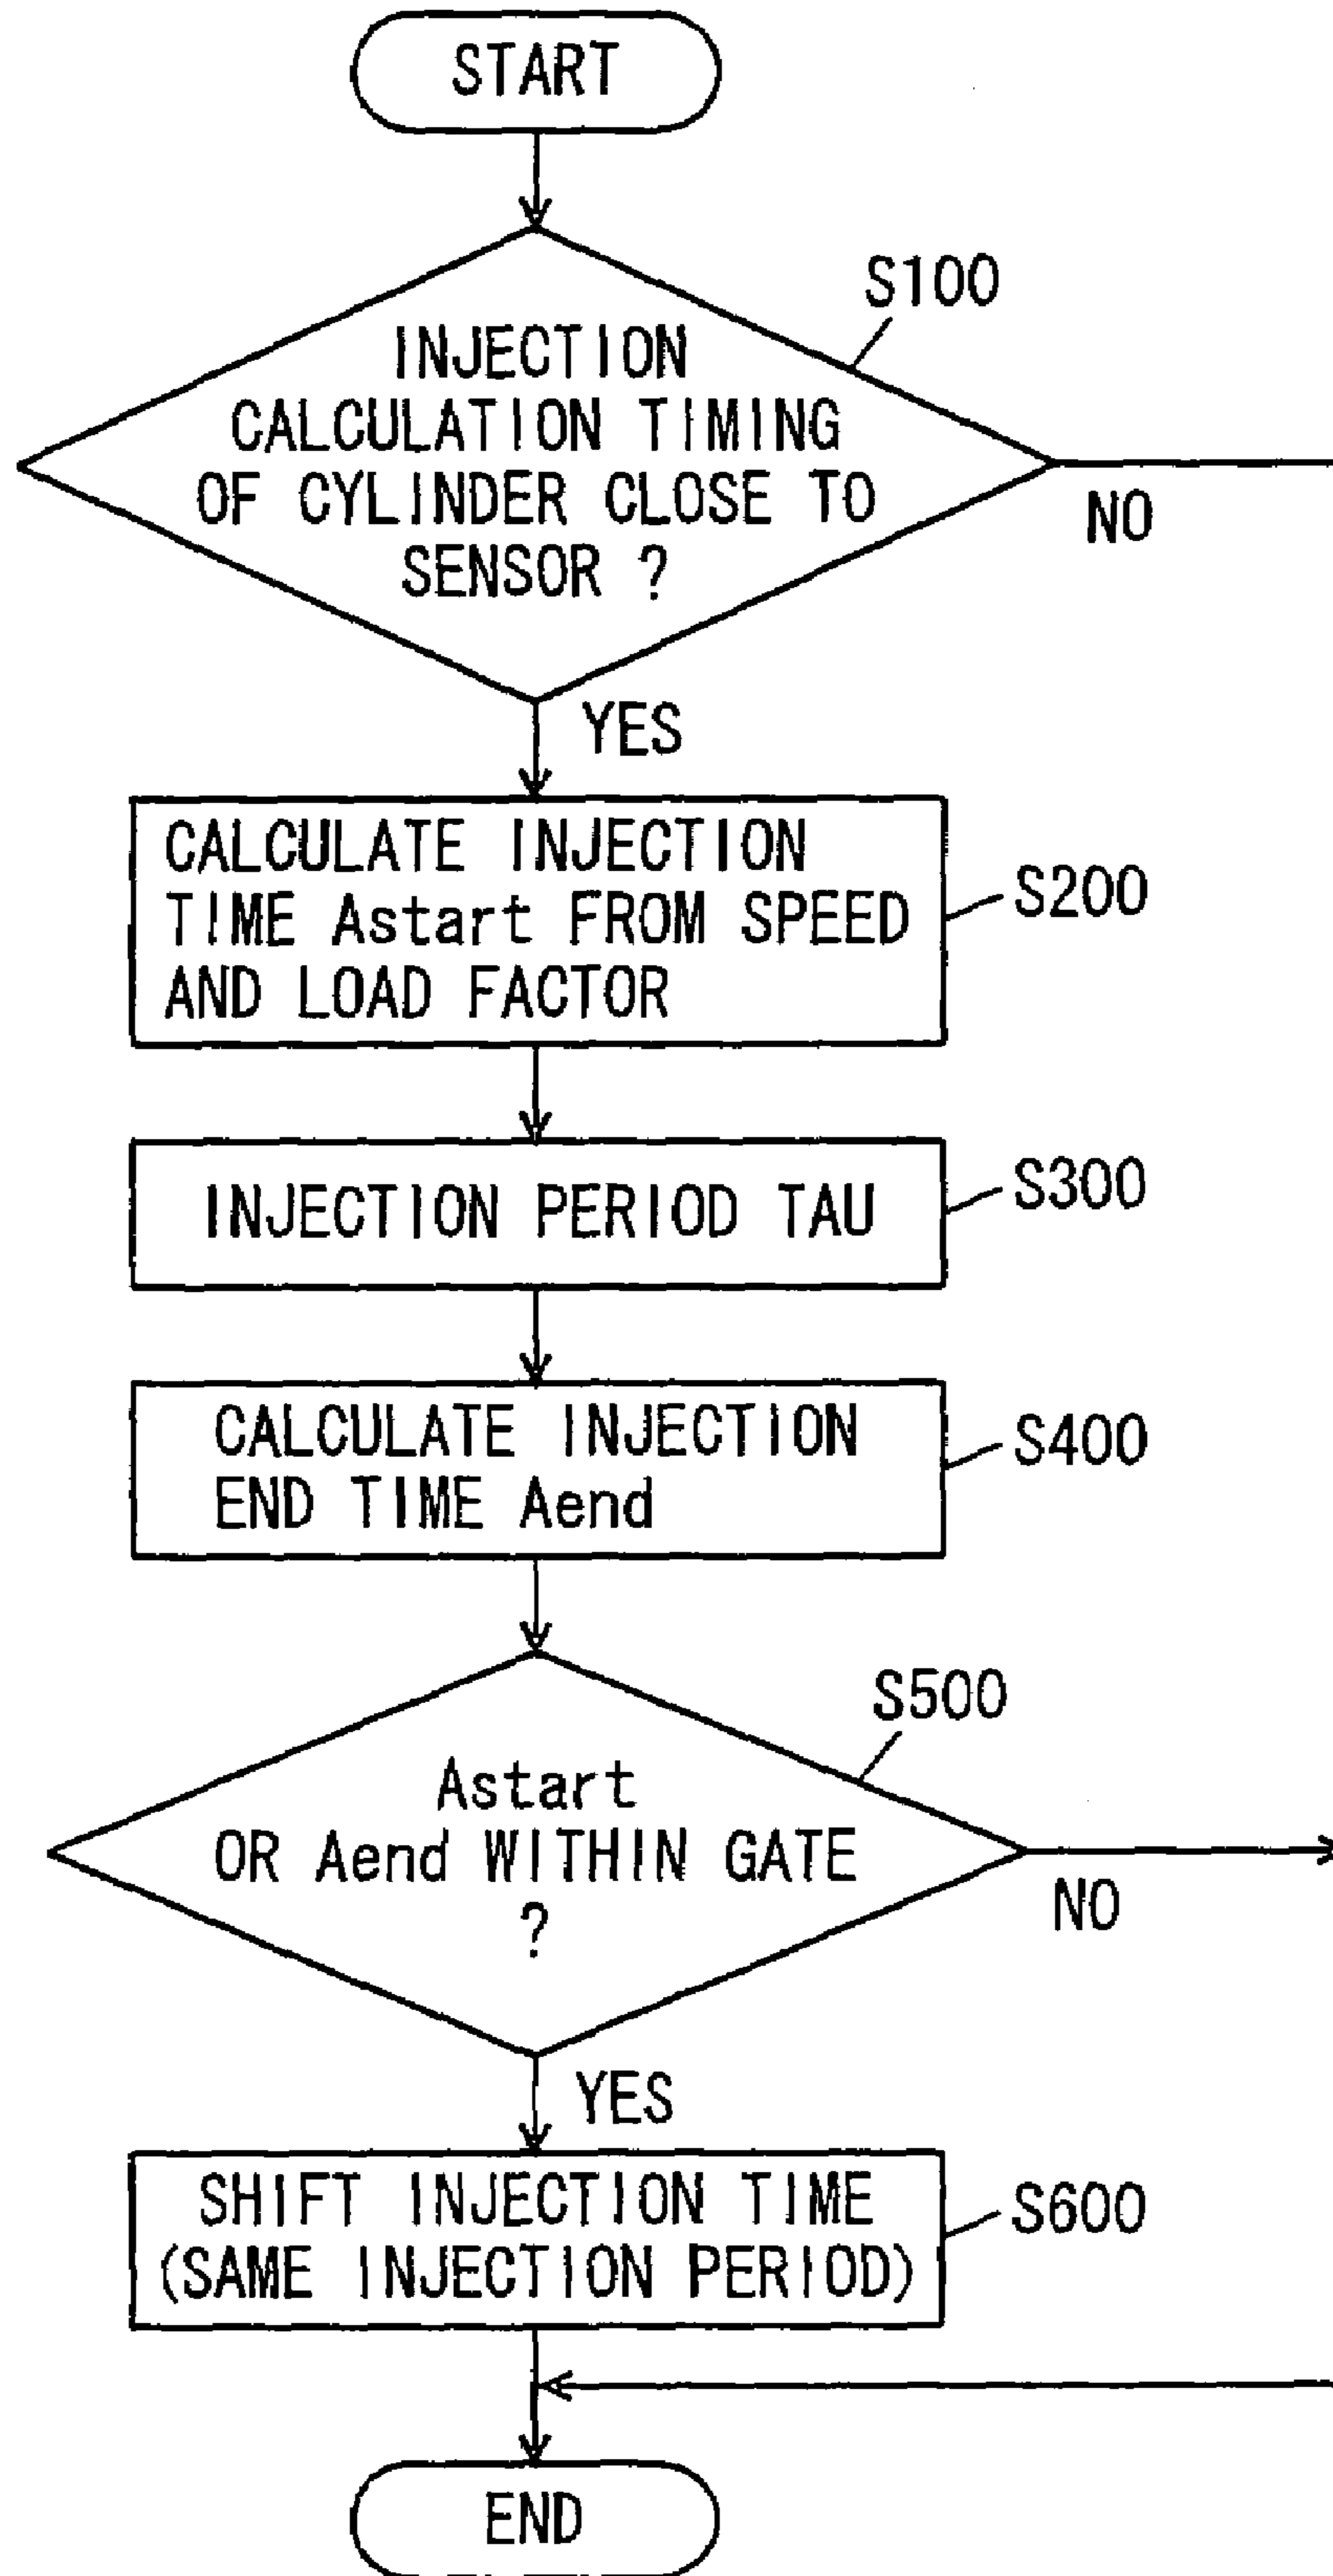 START
S100
INJECTION
CALCULATION TIMING
OF CYLINDER CLOSE TO
SENSOR ?
NO
YES
CALCULATE INJECTION
TIME Astart FROM SPEED
AND LOAD FACTOR
S200
INJECTION PERIOD TAU
S300
CALCULATE INJECTION
END TIME Aend
S400
S500
Astart
OR Aend WITHIN GATE
?
NO
YES
SHIFT INJECTION TIME
(SAME INJECTION PERIOD)
S600
END